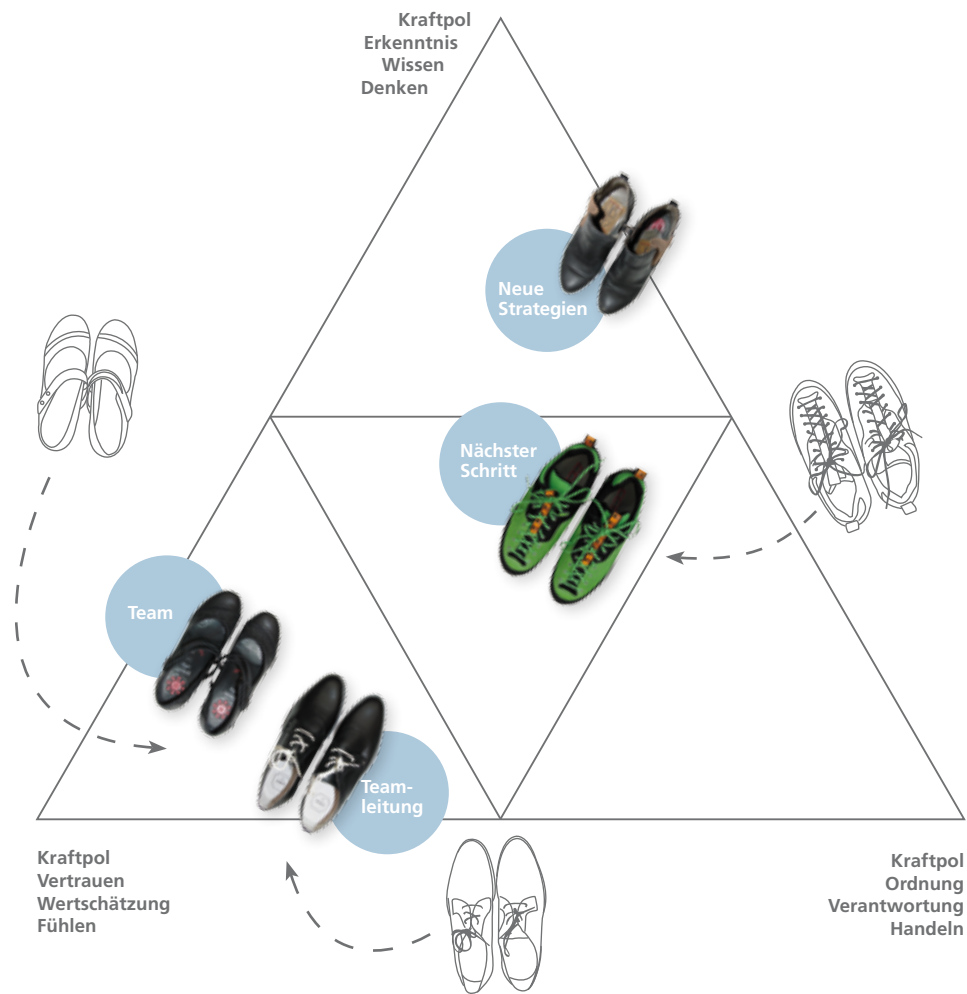 Kraftpol
Erkenntnis
Wissen
Denken
Neue
Strategien
Nächster
Schritt
Team
Team-
leitung
Kraftpol
Vertrauen
Wertschätzung
Fühlen
Kraftpol
Ordnung
Verantwortung
Handeln